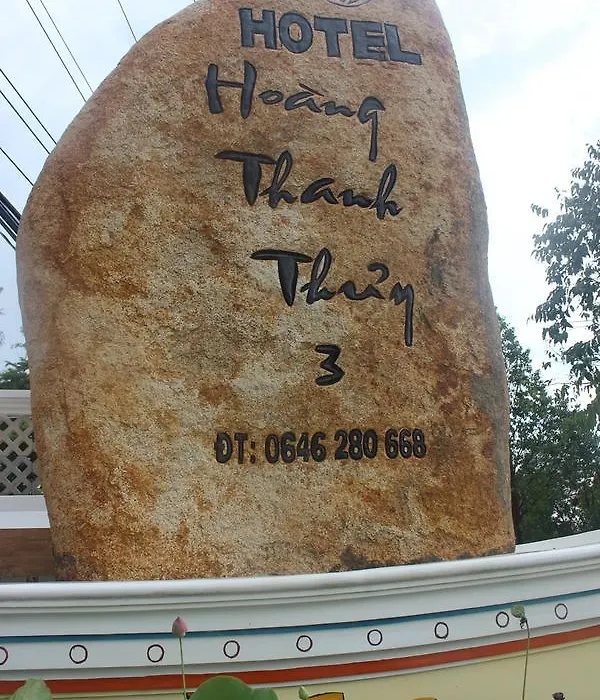 HOTEL
Hoàng
Thanh
Thủy
3
ĐT: 0646 280 668